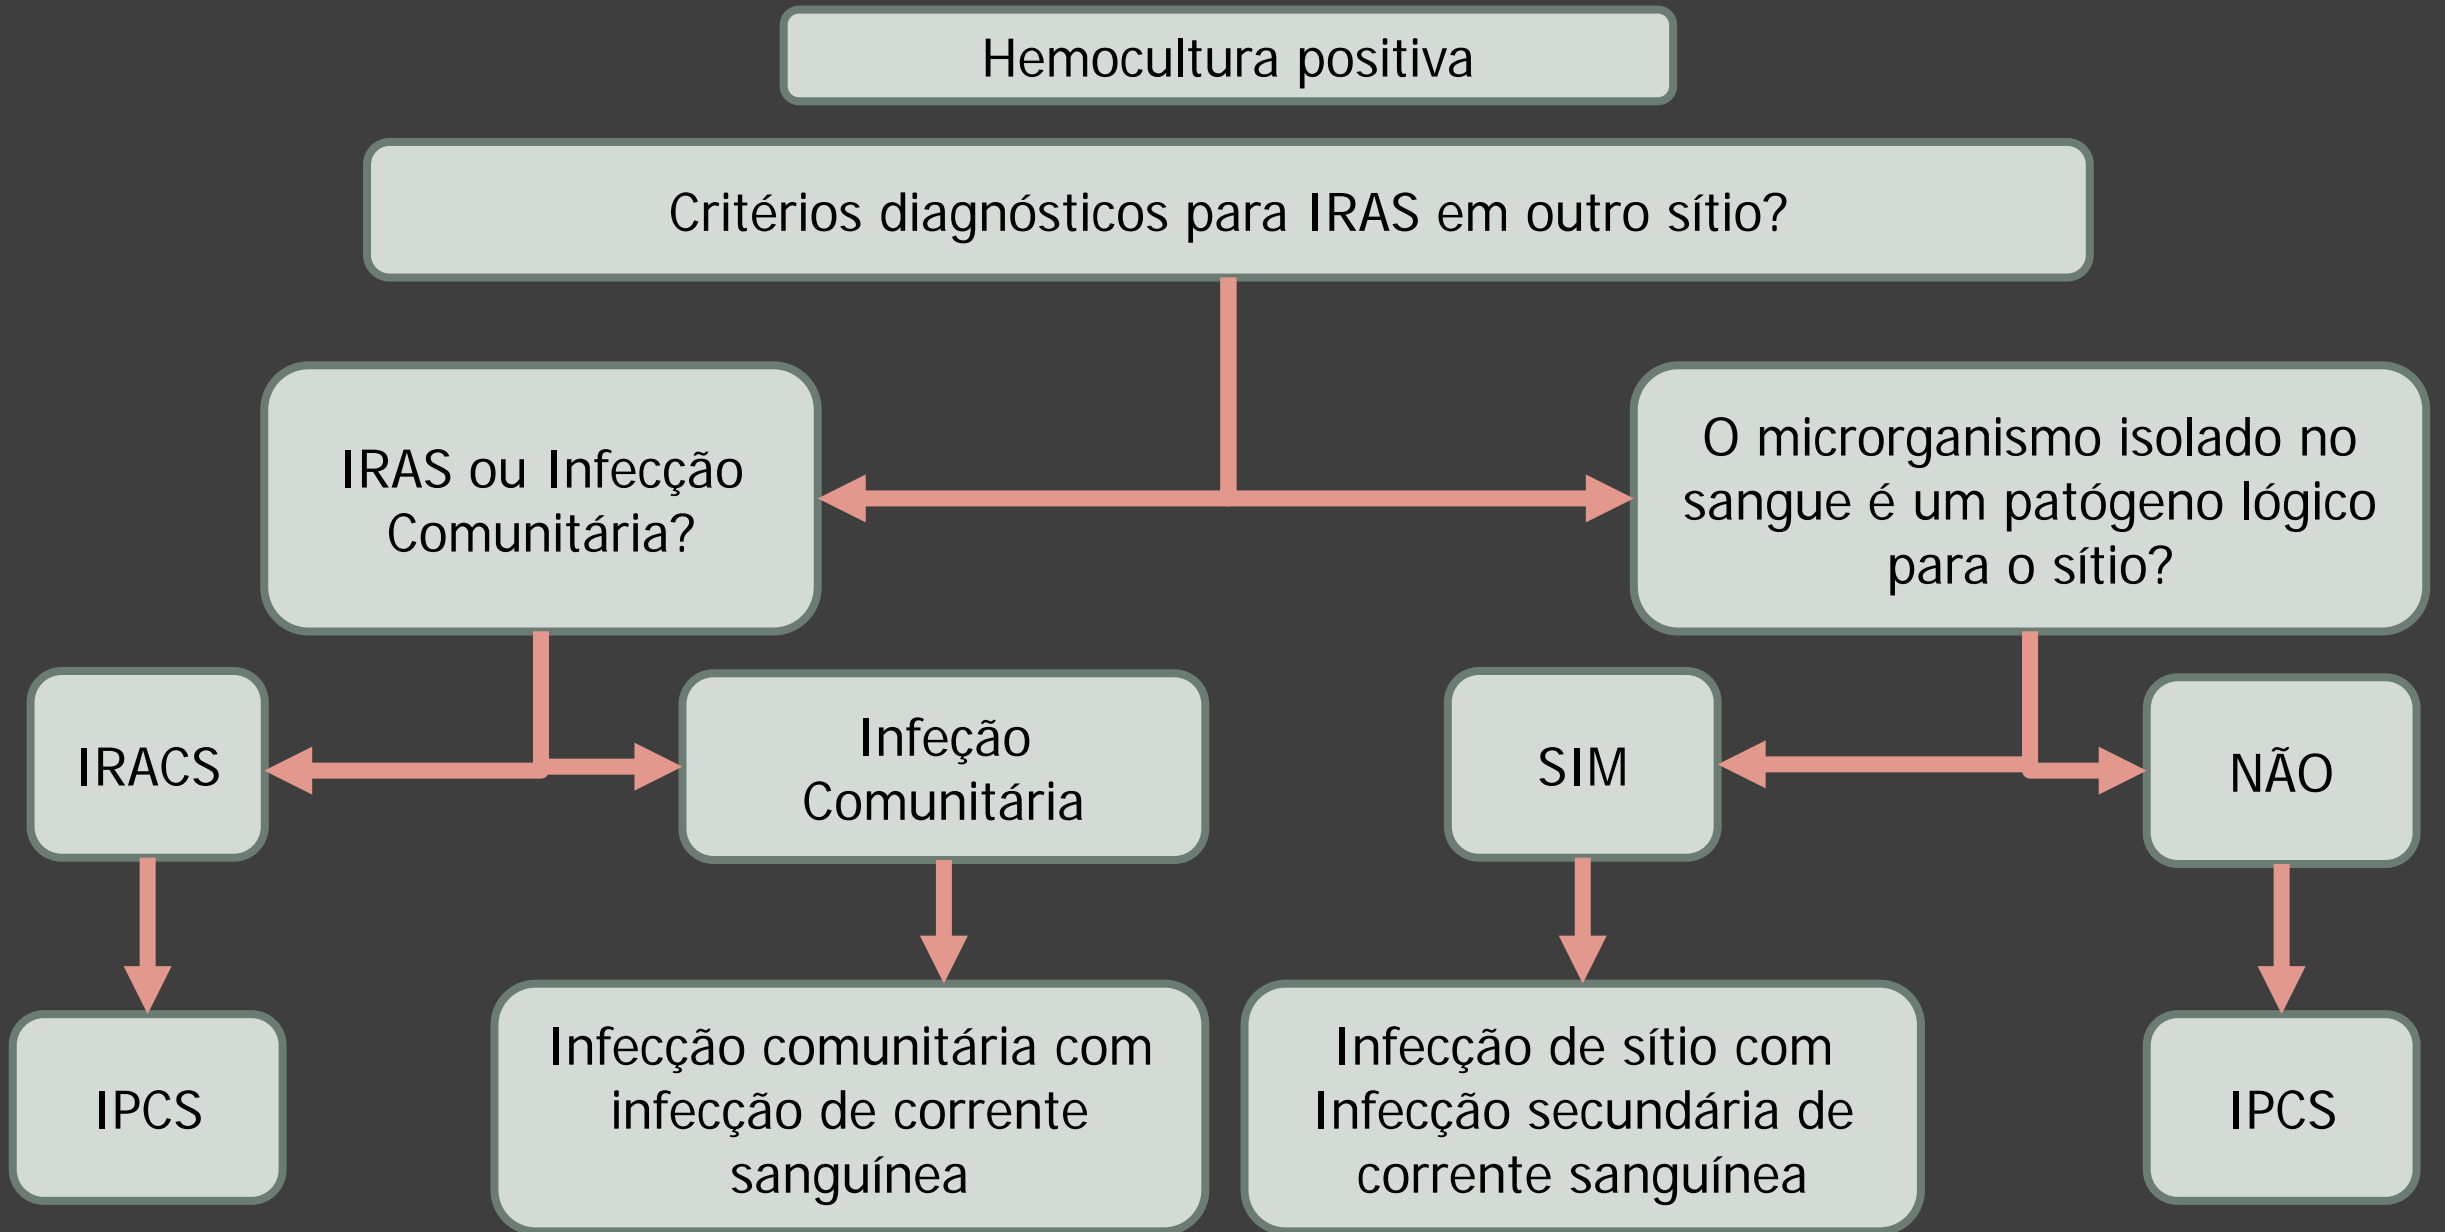 Hemocultura positiva
Critérios diagnósticos para IRAS em outro sítio?
IRAS ou Infecção
Comunitária?
O microrganismo isolado no
sangue é um patógeno lógico
para o sítio?
IRACS
Infeção
Comunitária
SIM
NÃO
IPCS
Infecção comunitária com
infecção de corrente
sanguínea
Infecção de sítio com
Infecção secundária de
corrente sanguínea
IPCS